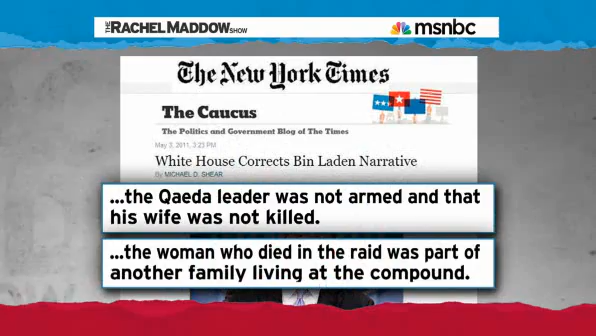 THE RACHEL MADDOW SHOW
msnbc
The New York Times
The Caucus
The Politics and Government Blog of The Times
May 3, 2011, 3:23 PM
White House Corrects Bin Laden Narrative
By MICHAEL D. SHEAR
...the Qaeda leader was not armed and that
his wife was not killed.
...the woman who died in the raid was part of
another family living at the compound.